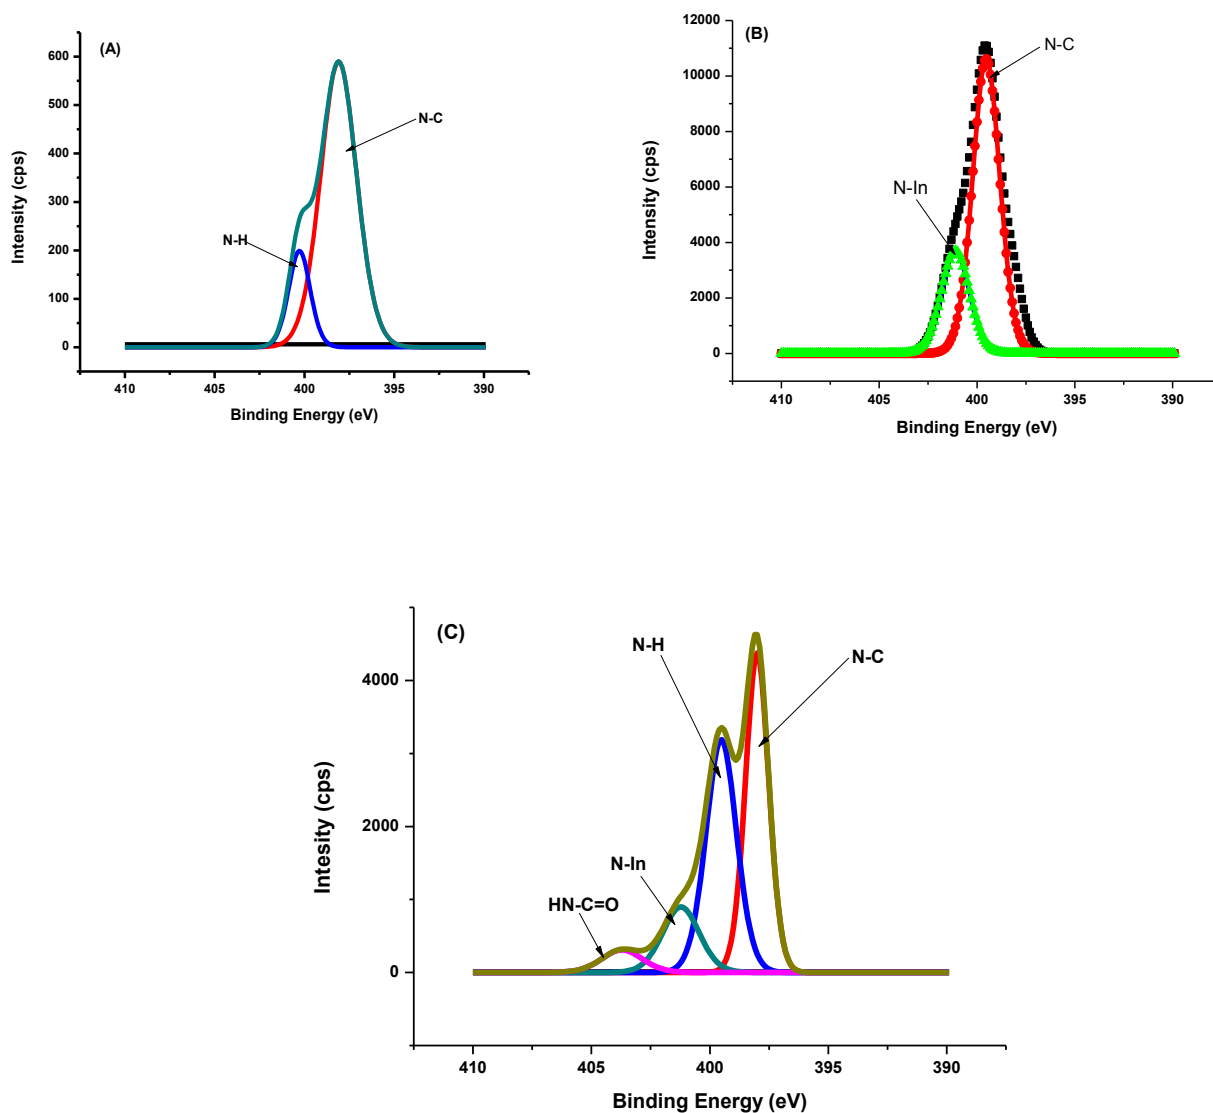 (A)
600
500
400
300
200
100
0
Intensity (cps)
N-C
N-H
410 405 400 395 390
Binding Energy (eV)
(B)
12000
10000
8000
6000
4000
2000
0
Intensity (cps)
N-C
N-In
410 405 400 395 390
Binding Energy (eV)
(C)
4000
2000
0
Intesity (cps)
N-H
N-C
N-In
HN-C=O
410 405 400 395 390
Binding Energy (eV)